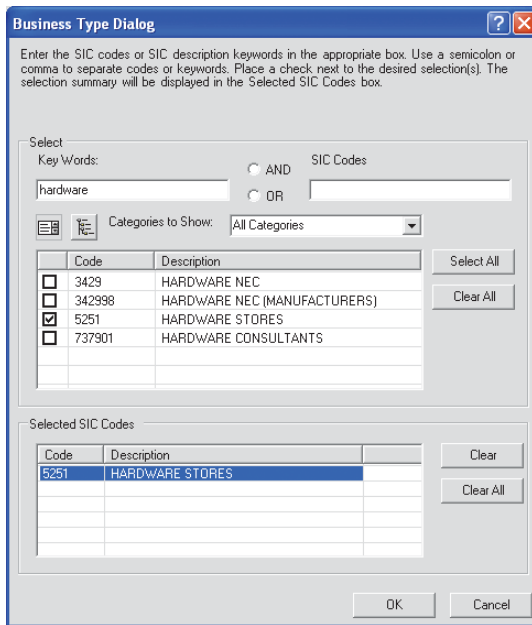 Business Type Dialog
Enter the SIC codes or SIC description keywords in the appropriate box. Use a semicolon or
comma to separate codes or keywords. Place a check next to the desired selection(s). The
selection summary will be displayed in the Selected SIC Codes box.
Select
Key Words:
AND
SIC Codes
hardware
OR
Categories to Show:
All Categories
Code Description
Select All
3429 HARDWARE NEC
342998 HARDWARE NEC (MANUFACTURERS)
Clear All
5251 HARDWARE STORES
737901 HARDWARE CONSULTANTS
Selected SIC Codes
Code Description
Clear
5251 HARDWARE STORES
Clear All
OK
Cancel